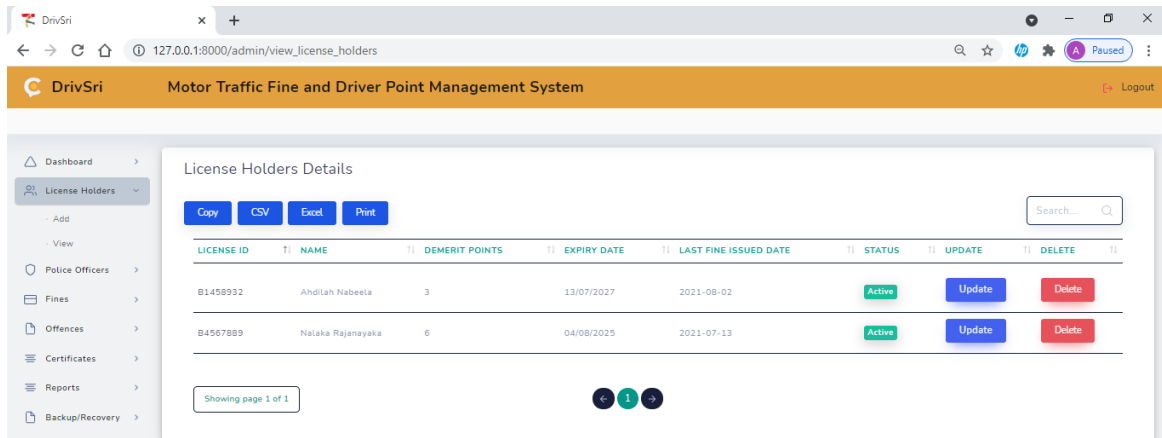 DrivSri
127.0.0.1:8000/admin/view_license_holders
A Paused
DrivSri
Motor Traffic Fine and Driver Point Management System
Logout
Dashboard
License Holders
- Add
- View
Police Officers
Fines
Offences
Certificates
Reports
Backup/Recovery
License Holders Details
Copy CSV Excel Print
Search...
LICENSE ID NAME DEMERIT POINTS EXPIRY DATE LAST FINE ISSUED DATE STATUS UPDATE DELETE
B1458932 Ahdilah Nabeela 3 13/07/2027 2021-08-02 Active Update Delete
B4567889 Nalaka Rajanayaka 6 04/08/2025 2021-07-13 Active Update Delete
Showing page 1 of 1
1